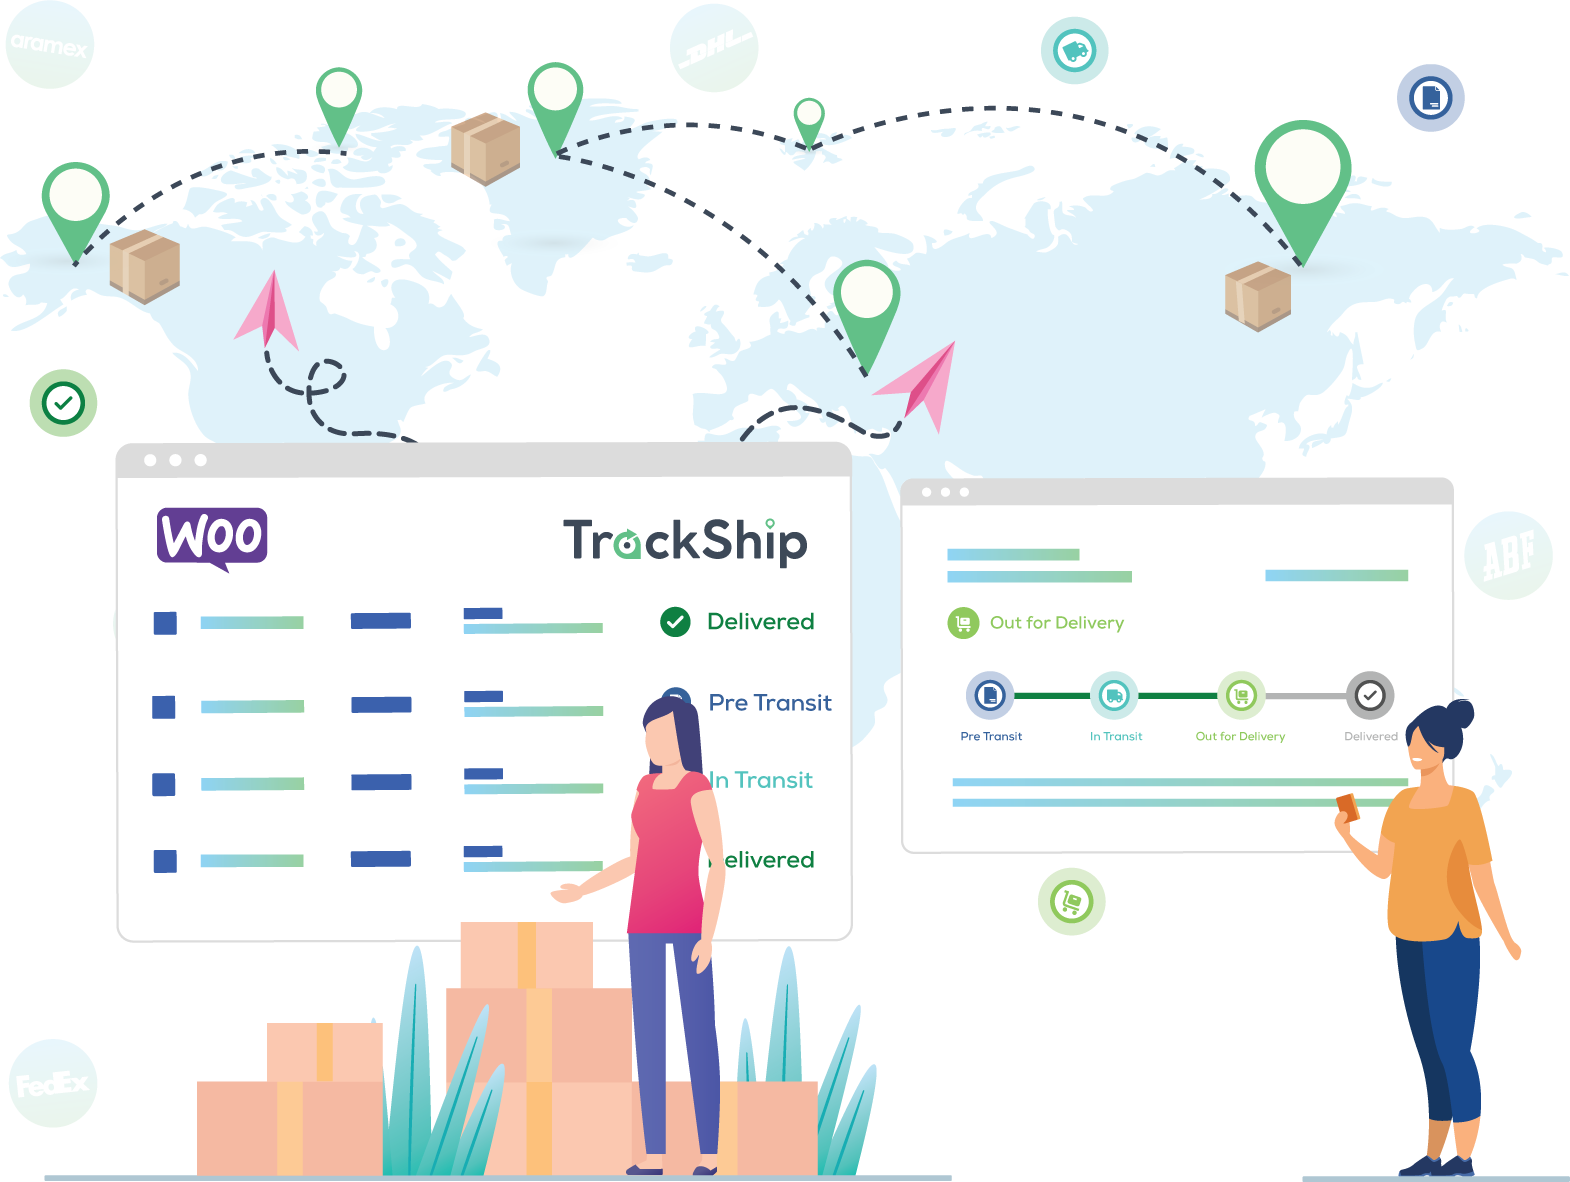 aramex
DHL
WOO
TrackShip
Delivered
Pre Transit
In Transit
elivered
ABF
Out for Delivery
Pre Transit
In Transit
Out for Delivery
Delivered
FedEx